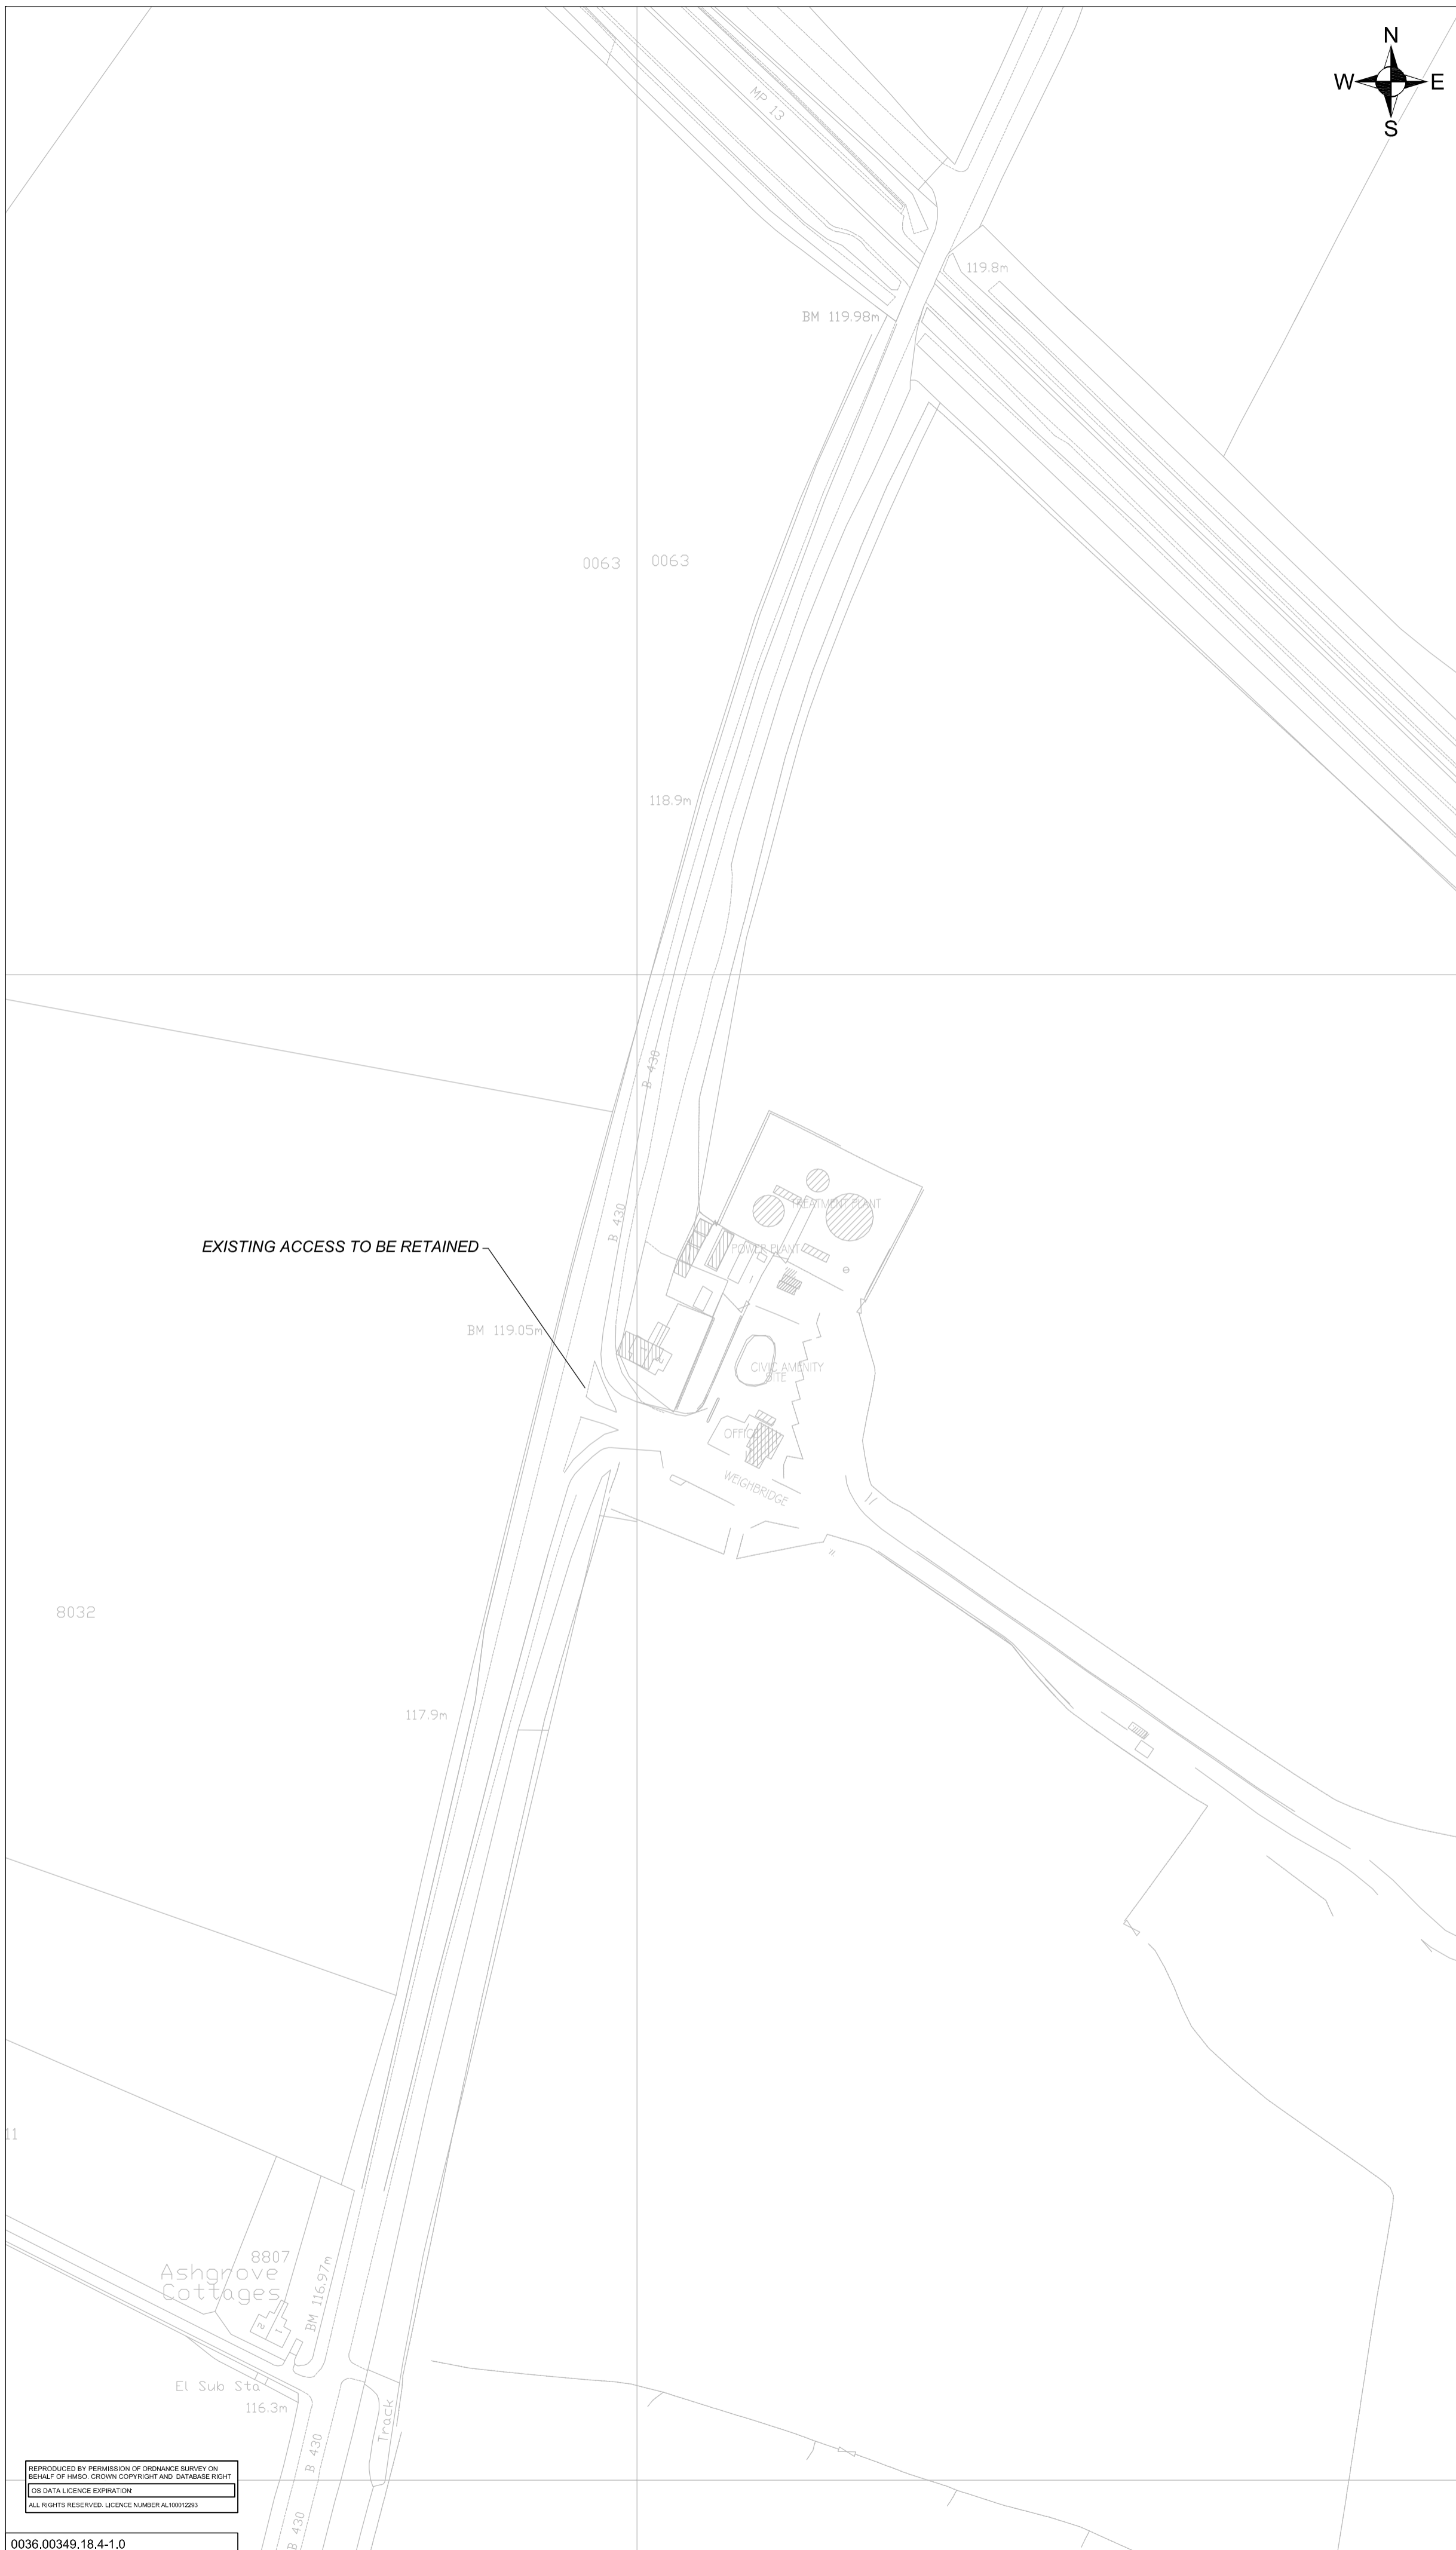 N
W E
S
MP 13
119.8m
BM 119.98m
0063 0063
118.9m
B 430
TREATMENT PLANT
B 430
POWER PLANT
EXISTING ACCESS TO BE RETAINED
BM 119.05m
CIVIC AMENITY
SITE
OFFICE
WEIGHBRIDGE
8032
117.9m
11
8807
Ashgrove
Cottages
BM 116.97m
2
1
El Sub Sta
116.3m
Track
B 430
B 430
REPRODUCED BY PERMISSION OF ORDNANCE SURVEY ON
BEHALF OF HMSO. CROWN COPYRIGHT AND DATABASE RIGHT
OS DATA LICENCE EXPIRATION:
ALL RIGHTS RESERVED. LICENCE NUMBER AL100012293
0036.00349.18.4-1.0